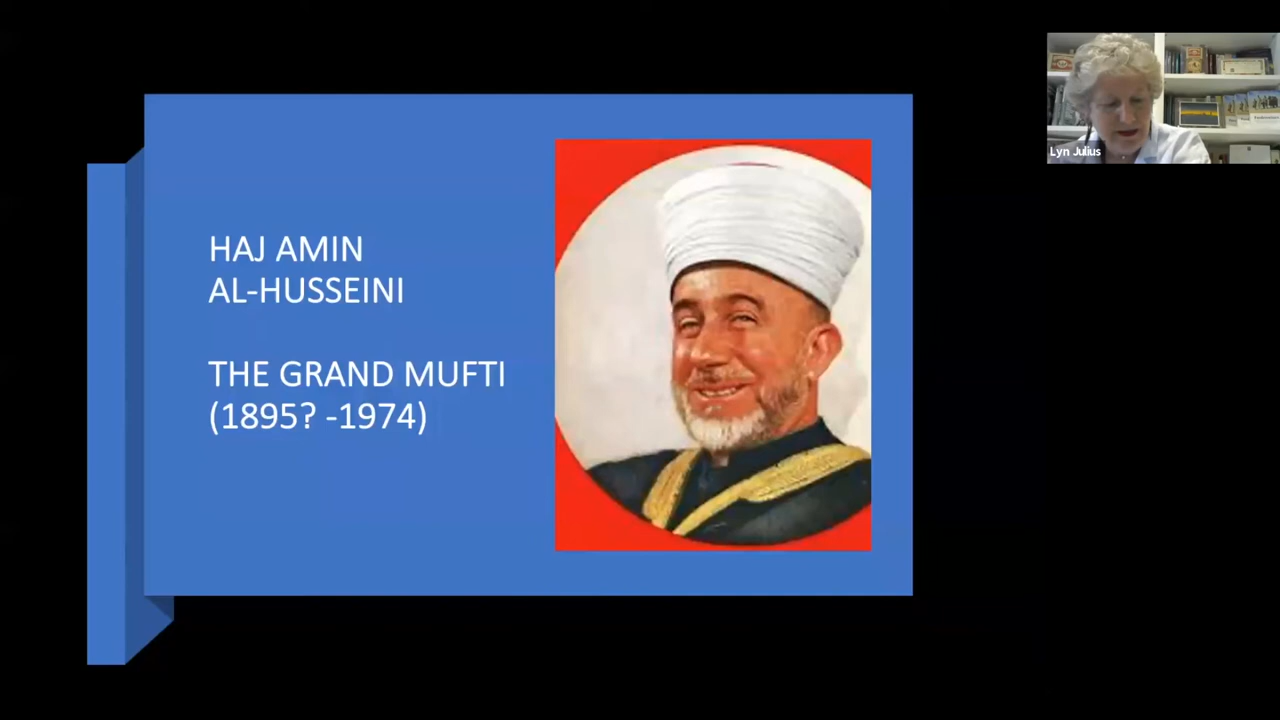 HAJ AMIN
AL-HUSSEINI
THE GRAND MUFTI
(1895? -1974)
Lyn Julius